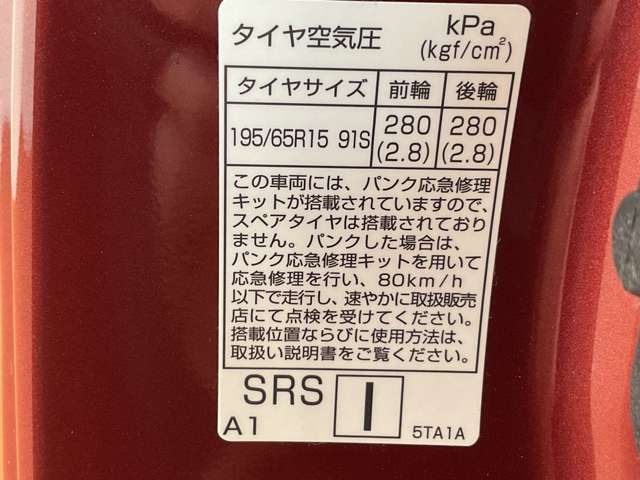 タイヤ空気圧 kPa
(kgf/cm²)
タイヤサイズ 前輪 後輪
195/65R15 91S 280 (2.8) 280 (2.8)
この車両には、パンク応急修理
キットが搭載されていますので、
スペアタイヤは搭載されており
ません。パンクした場合は、
パンク応急修理キットを用いて
応急修理を行い、80km/h
以下で走行し、速やかに取扱販売
店にて点検を受けてください。
搭載位置ならびに使用方法は、
取扱い説明書をご覧ください。
SRS I
A1 5TA1A